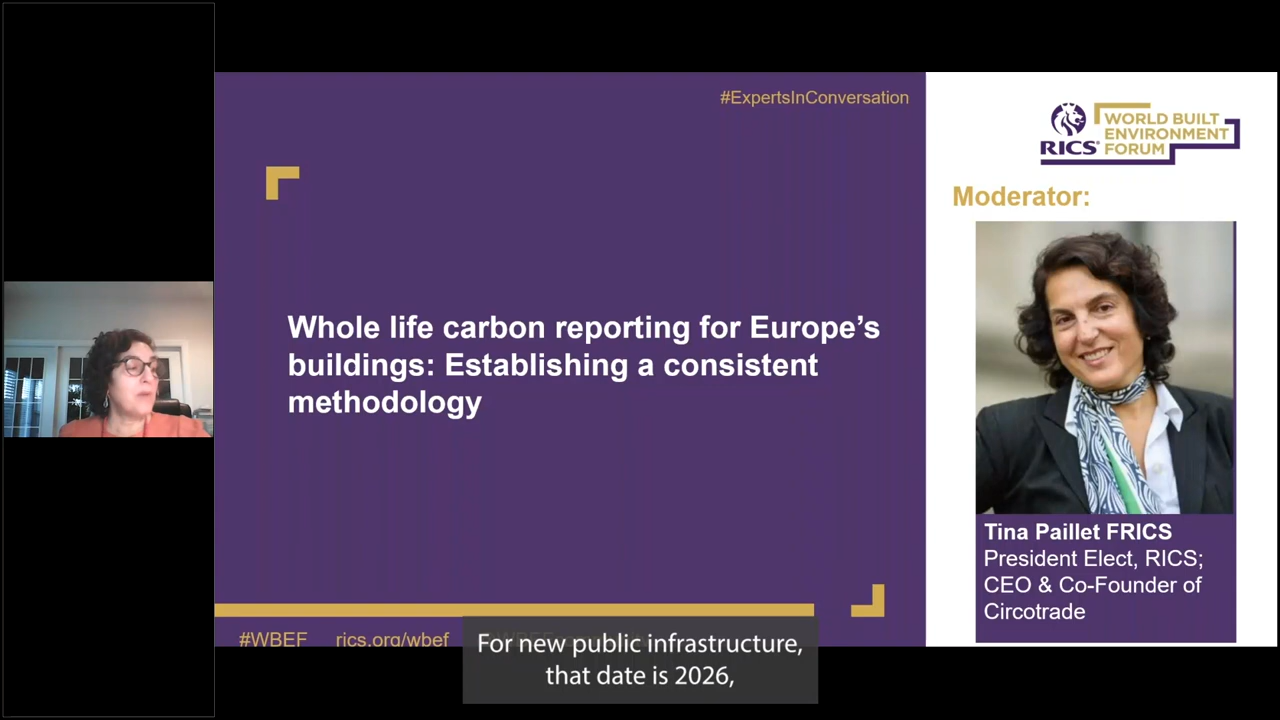 #ExpertsInConversation
RICS
WORLD BUILT
ENVIRONMENT
FORUM
Moderator:
Whole life carbon reporting for Europe's
buildings: Establishing a consistent
methodology
Tina Paillet FRICS
President Elect, RICS;
CEO & Co-Founder of
Circotrade
#WBEF rics.org/wbef
For new public infrastructure,
that date is 2026,